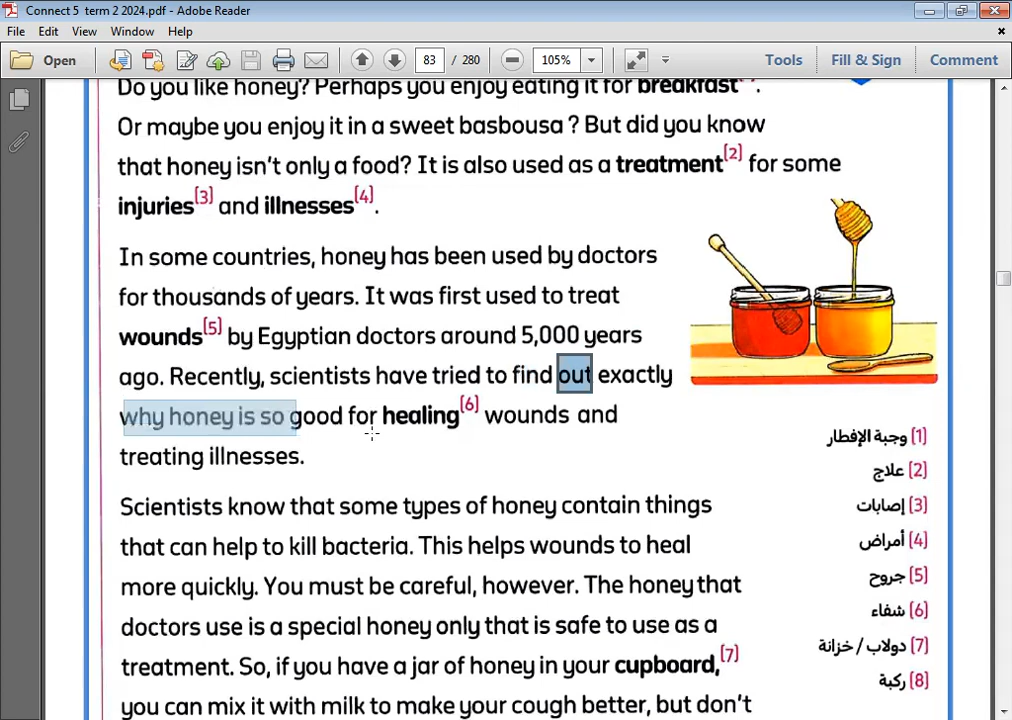 Connect 5 term 2 2024.pdf - Adobe Reader
File Edit View Window Help
Open 83 / 280 105% Tools Fill & Sign Comment
Do you like honey? Perhaps you enjoy eating it for breakfast
Or maybe you enjoy it in a sweet basbousa ? But did you know
that honey isn't only a food? It is also used as a treatment[2] for some
injuries[3] and illnesses[4].
In some countries, honey has been used by doctors
for thousands of years. It was first used to treat
wounds[5] by Egyptian doctors around 5,000 years
ago. Recently, scientists have tried to find out exactly
why honey is so good for healing[6] wounds and
treating illnesses.
Scientists know that some types of honey contain things
that can help to kill bacteria. This helps wounds to heal
more quickly. You must be careful, however. The honey that
doctors use is a special honey only that is safe to use as a
treatment. So, if you have a jar of honey in your cupboard,[7]
you can mix it with milk to make your cough better, but don't
[1] وجبة الإفطار
[2] علاج
[3] إصابات
[4] أمراض
[5] جروح
[6] شفاء
[7] دولاب / خزانة
[8] ركبة